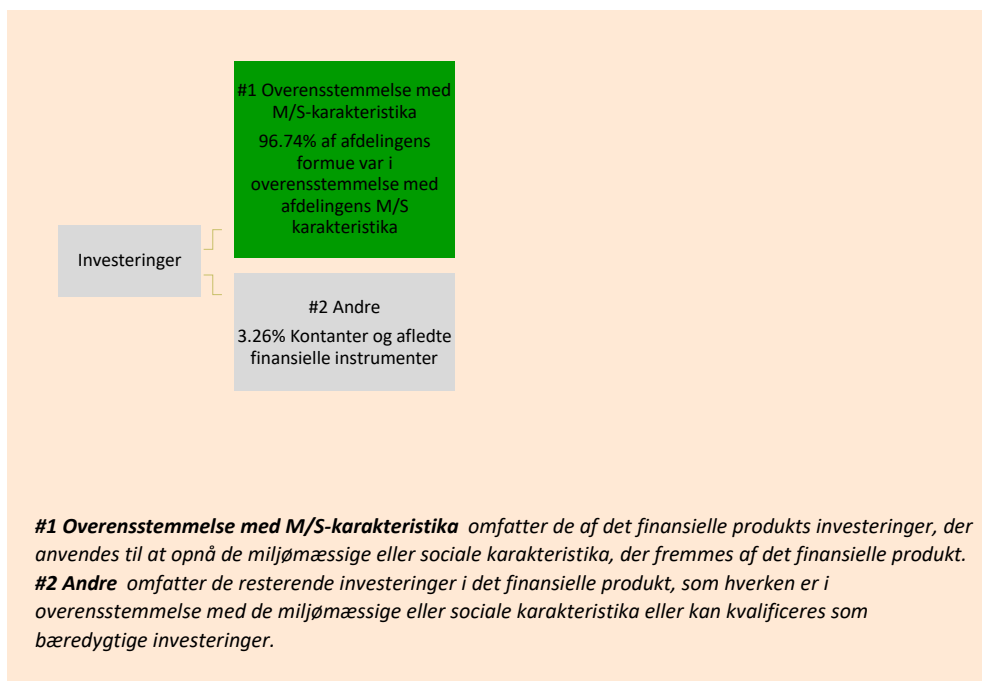 #1 Overensstemmelse med
M/S-karakteristika
96.74% af afdelingens
formue var i
overensstemmelse med
afdelingens M/S
karakteristika
Investeringer
#2 Andre
3.26% Kontanter og afledte
finansielle instrumenter
#1 Overensstemmelse med M/S-karakteristika omfatter de af det finansielle produkts investeringer, der
anvendes til at opnå de miljømæssige eller sociale karakteristika, der fremmes af det finansielle produkt.
#2 Andre omfatter de resterende investeringer i det finansielle produkt, som hverken er i
overensstemmelse med de miljømæssige eller sociale karakteristika eller kan kvalificeres som
bæredygtige investeringer.